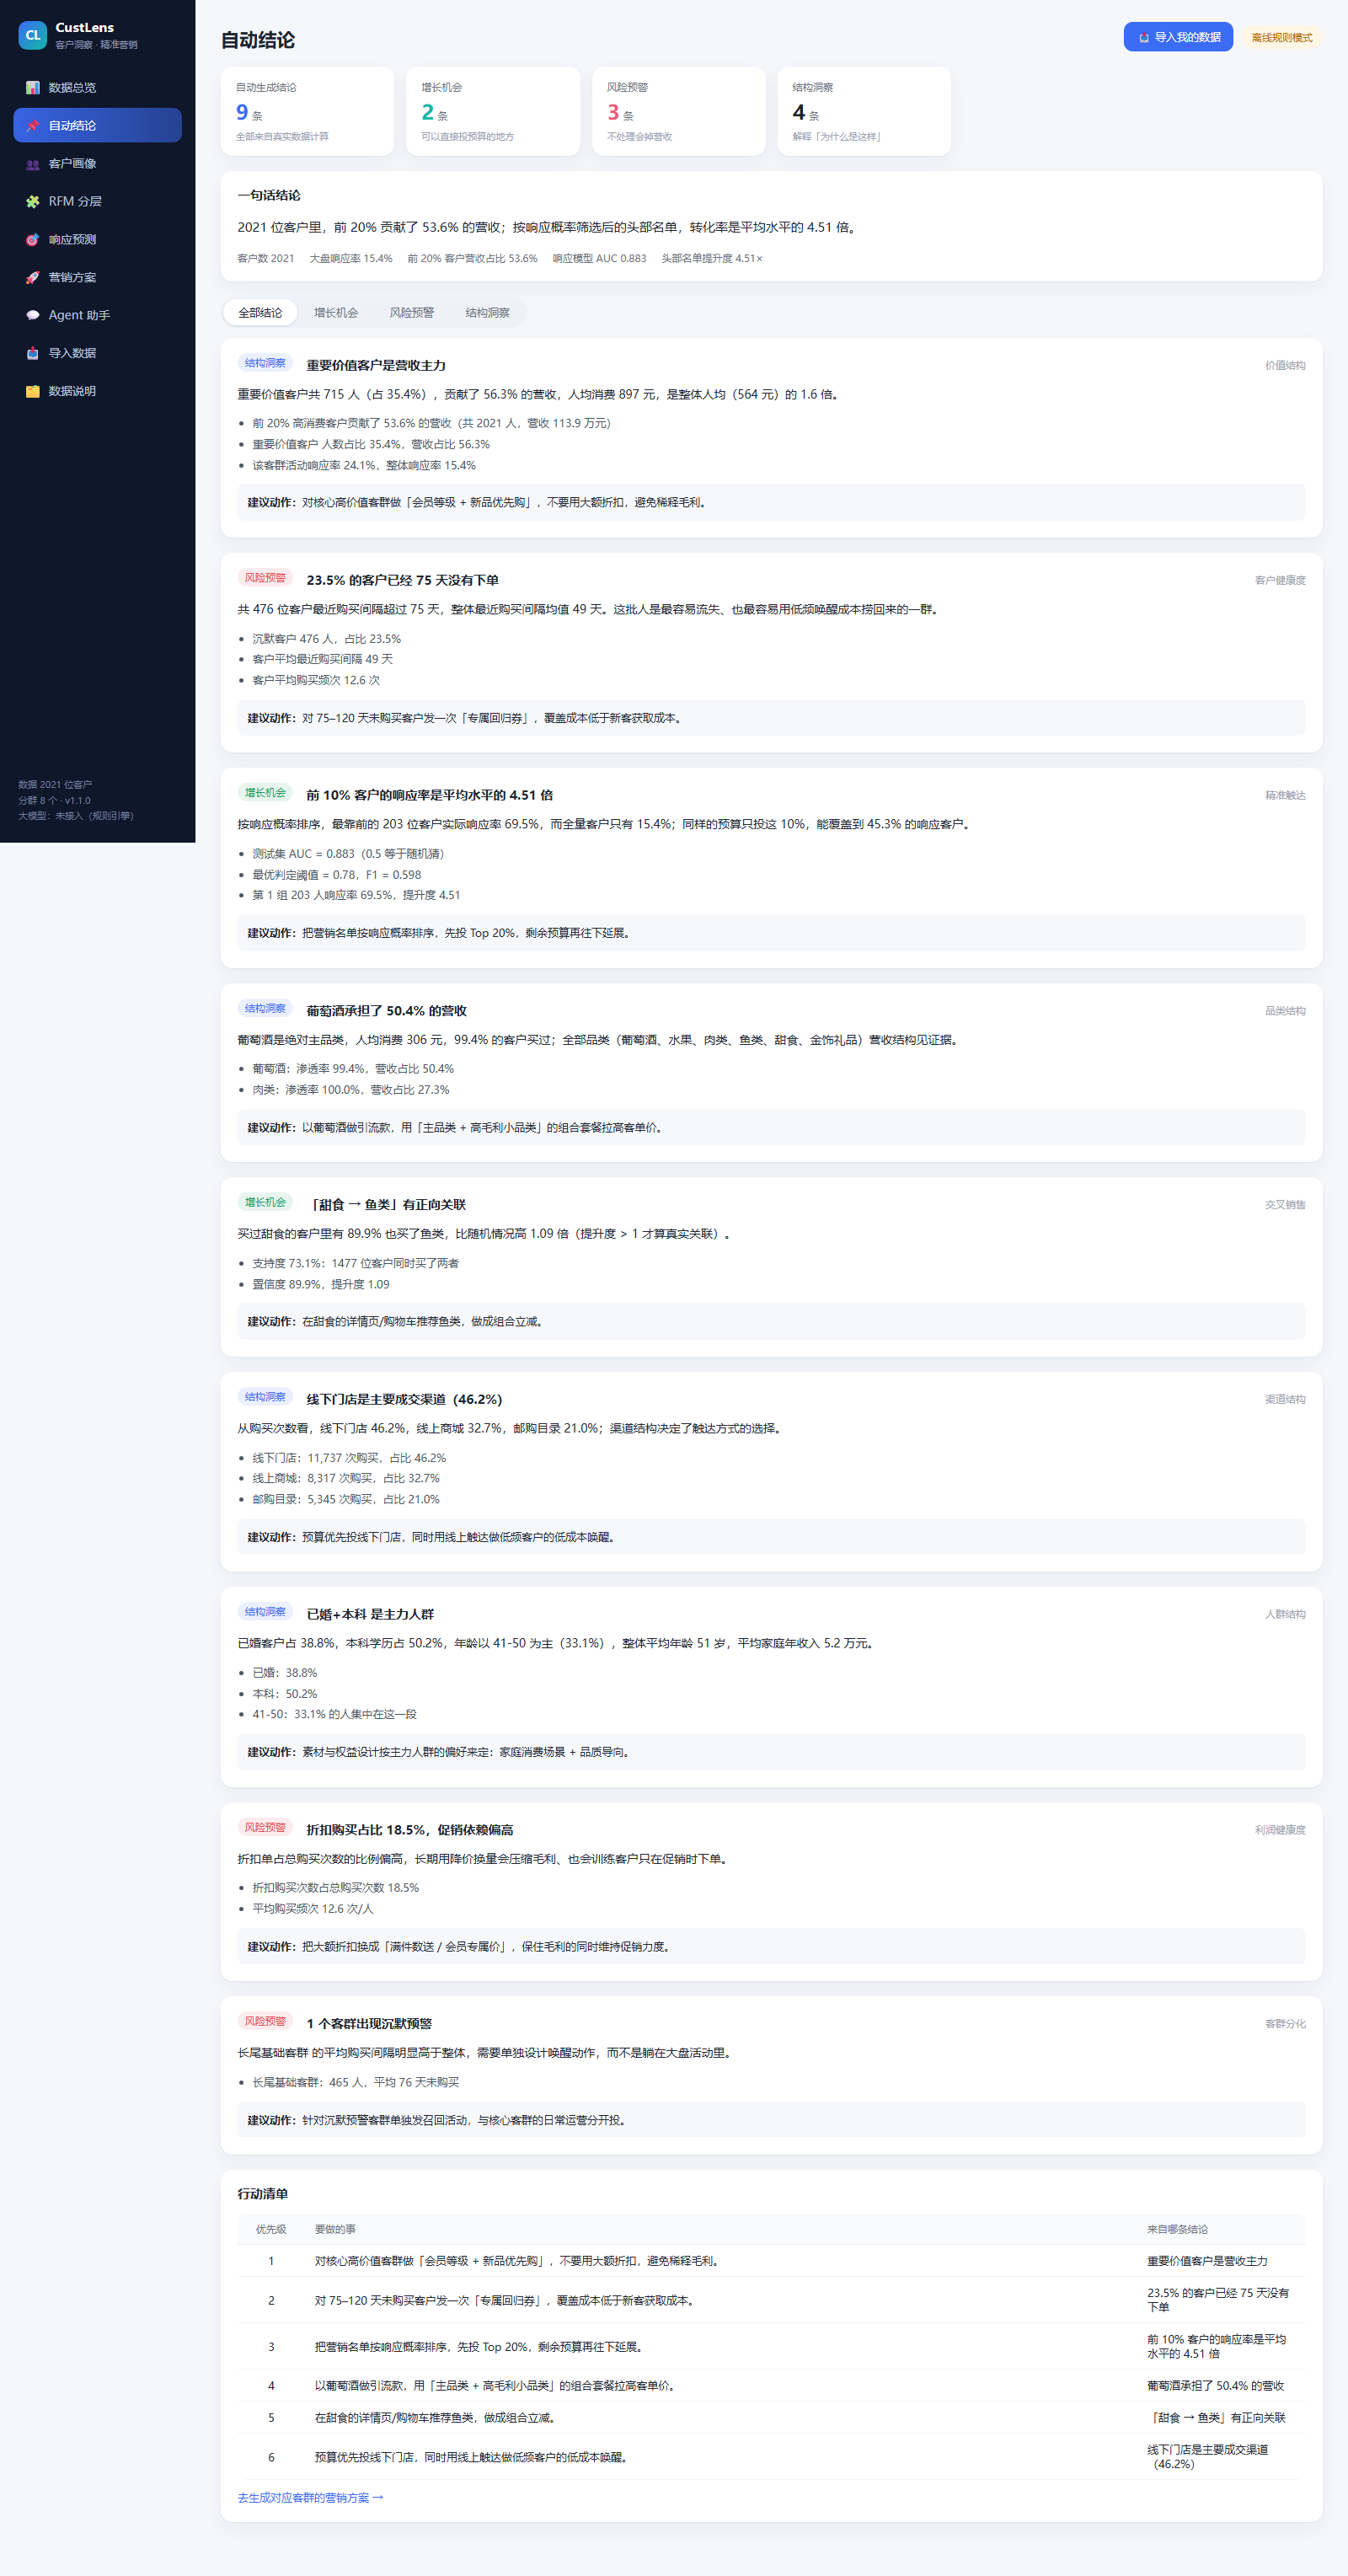 CL
CustLens
客户洞察 · 精准营销
数据总览
自动结论
客户画像
RFM 分层
响应预测
营销方案
Agent 助手
导入数据
数据说明
数据 2021 位客户
分群 8 个 · v1.1.0
大模型：未接入（规则引擎）
自动结论
导入我的数据
离线规则模式
自动生成结论
9 条
全部来自真实数据计算
增长机会
2 条
可以直接投预算的地方
风险预警
3 条
不处理会掉营收
结构洞察
4 条
解释「为什么是这样」
一句话结论
2021 位客户里，前 20% 贡献了 53.6% 的营收；按响应概率筛选后的头部名单，转化率是平均水平的 4.51 倍。
客户数 2021 大盘响应率 15.4% 前 20% 客户营收占比 53.6% 响应模型 AUC 0.883 头部名单提升度 4.51×
全部结论 增长机会 风险预警 结构洞察
结构洞察 重要价值客户是营收主力 价值结构
重要价值客户共 715 人（占 35.4%），贡献了 56.3% 的营收，人均消费 897 元，是整体人均（564 元）的 1.6 倍。
前 20% 高消费客户贡献了 53.6% 的营收（共 2021 人，营收 113.9 万元）
重要价值客户 人数占比 35.4%，营收占比 56.3%
该客群活动响应率 24.1%，整体响应率 15.4%
建议动作：对核心高价值客群做「会员等级 + 新品优先购」，不要用大额折扣，避免稀释毛利。
风险预警 23.5% 的客户已经 75 天没有下单 客户健康度
共 476 位客户最近购买间隔超过 75 天，整体最近购买间隔均值 49 天。这批人是最容易流失、也最容易用低频唤醒成本捞回来的一群。
沉默客户 476 人，占比 23.5%
客户平均最近购买间隔 49 天
客户平均购买频次 12.6 次
建议动作：对 75–120 天未购买客户发一次「专属回归券」，覆盖成本低于新客获取成本。
增长机会 前 10% 客户的响应率是平均水平的 4.51 倍 精准触达
按响应概率排序，最靠前的 203 位客户实际响应率 69.5%，而全量客户只有 15.4%；同样的预算只投这 10%，能覆盖到 45.3% 的响应客户。
测试集 AUC = 0.883（0.5 等于随机猜）
最优判定阈值 = 0.78，F1 = 0.598
第 1 组 203 人响应率 69.5%，提升度 4.51
建议动作：把营销名单按响应概率排序，先投 Top 20%，剩余预算再往下延展。
结构洞察 葡萄酒承担了 50.4% 的营收 品类结构
葡萄酒是绝对主品类，人均消费 306 元，99.4% 的客户买过；全部品类（葡萄酒、水果、肉类、鱼类、甜食、金饰礼品）营收结构见证据。
葡萄酒：渗透率 99.4%，营收占比 50.4%
肉类：渗透率 100.0%，营收占比 27.3%
建议动作：以葡萄酒做引流款，用「主品类 + 高毛利小品类」的组合套餐拉高客单价。
增长机会 「甜食 → 鱼类」有正向关联 交叉销售
买过甜食的客户里有 89.9% 也买了鱼类，比随机情况高 1.09 倍（提升度 > 1 才算真实关联）。
支持度 73.1%：1477 位客户同时买了两者
置信度 89.9%，提升度 1.09
建议动作：在甜食的详情页/购物车推荐鱼类，做成组合立减。
结构洞察 线下门店是主要成交渠道（46.2%） 渠道结构
从购买次数看，线下门店 46.2%，线上商城 32.7%，邮购目录 21.0%；渠道结构决定了触达方式的选择。
线下门店：11,737 次购买，占比 46.2%
线上商城：8,317 次购买，占比 32.7%
邮购目录：5,345 次购买，占比 21.0%
建议动作：预算优先投线下门店，同时用线上触达做低频客户的低成本唤醒。
结构洞察 已婚+本科 是主力人群 人群结构
已婚客户占 38.8%，本科学历占 50.2%，年龄以 41-50 为主（33.1%），整体平均年龄 51 岁，平均家庭年收入 5.2 万元。
已婚：38.8%
本科：50.2%
41-50：33.1% 的人集中在这一段
建议动作：素材与权益设计按主力人群的偏好来定：家庭消费场景 + 品质导向。
风险预警 折扣购买占比 18.5%，促销依赖偏高 利润健康度
折扣单占总购买次数的比例偏高，长期用降价换量会压缩毛利、也会训练客户只在促销时下单。
折扣购买次数占总购买次数 18.5%
平均购买频次 12.6 次/人
建议动作：把大额折扣换成「满件数送 / 会员专属价」，保住毛利的同时维持促销力度。
风险预警 1 个客群出现沉默预警 客群分化
长尾基础客群 的平均购买间隔明显高于整体，需要单独设计唤醒动作，而不是躺在大盘活动里。
长尾基础客群：465 人，平均 76 天未购买
建议动作：针对沉默预警客群单独发召回活动，与核心客群的日常运营分开投。
行动清单
优先级 要做的事 来自哪条结论
1 对核心高价值客群做「会员等级 + 新品优先购」，不要用大额折扣，避免稀释毛利。 重要价值客户是营收主力
2 对 75–120 天未购买客户发一次「专属回归券」，覆盖成本低于新客获取成本。 23.5% 的客户已经 75 天没有
下单
3 把营销名单按响应概率排序，先投 Top 20%，剩余预算再往下延展。 前 10% 客户的响应率是平均
水平的 4.51 倍
4 以葡萄酒做引流款，用「主品类 + 高毛利小品类」的组合套餐拉高客单价。 葡萄酒承担了 50.4% 的营收
5 在甜食的详情页/购物车推荐鱼类，做成组合立减。 「甜食 → 鱼类」有正向关联
6 预算优先投线下门店，同时用线上触达做低频客户的低成本唤醒。 线下门店是主要成交渠道
（46.2%）
去生成对应客群的营销方案 →